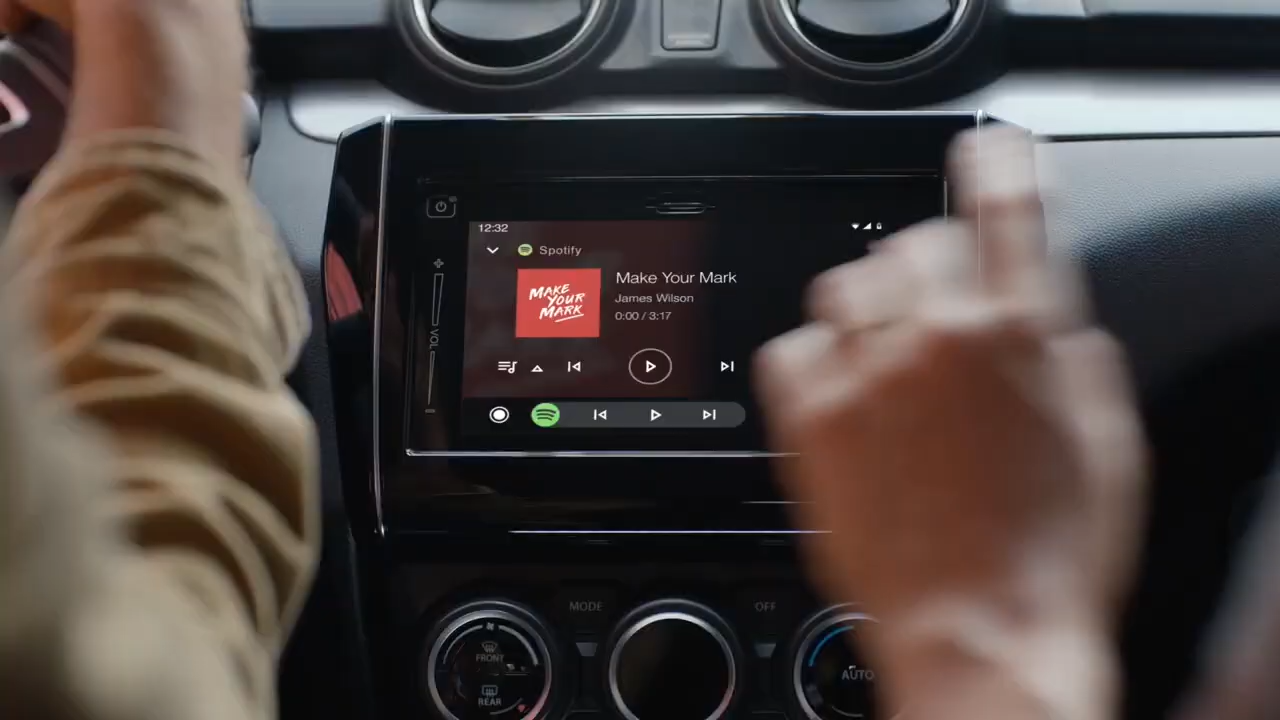 12:32
Spotify
MAKE
YOUR
MARK
Make Your Mark
James Wilson
0:00 / 3:17
VOL
MODE
OFF
FRONT
REAR
AUTO